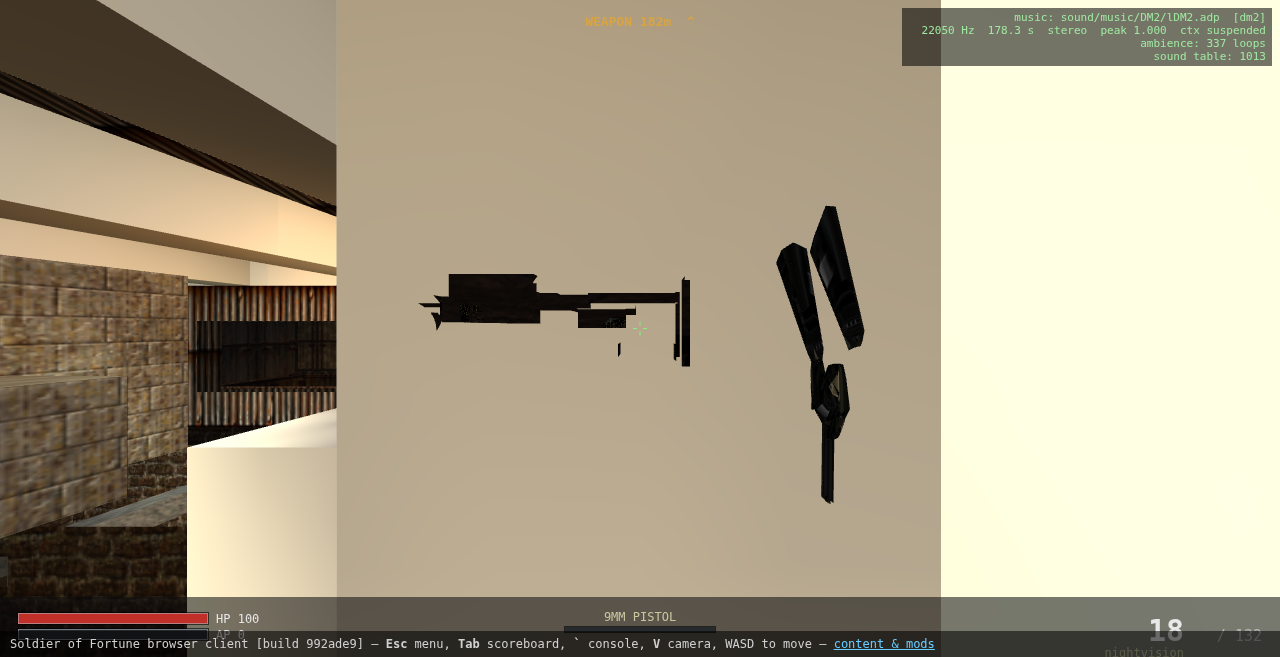 WEAPON 182m ^
music: sound/music/DM2/lDM2.adp [dm2]
22050 Hz 178.3 s stereo peak 1.000 ctx suspended
ambience: 337 loops
sound table: 1013
9MM PISTOL
HP 100
AP 0
18 / 132
nightvision
Soldier of Fortune browser client [build 992ade9] — Esc menu, Tab scoreboard, ` console, V camera, WASD to move — content & mods